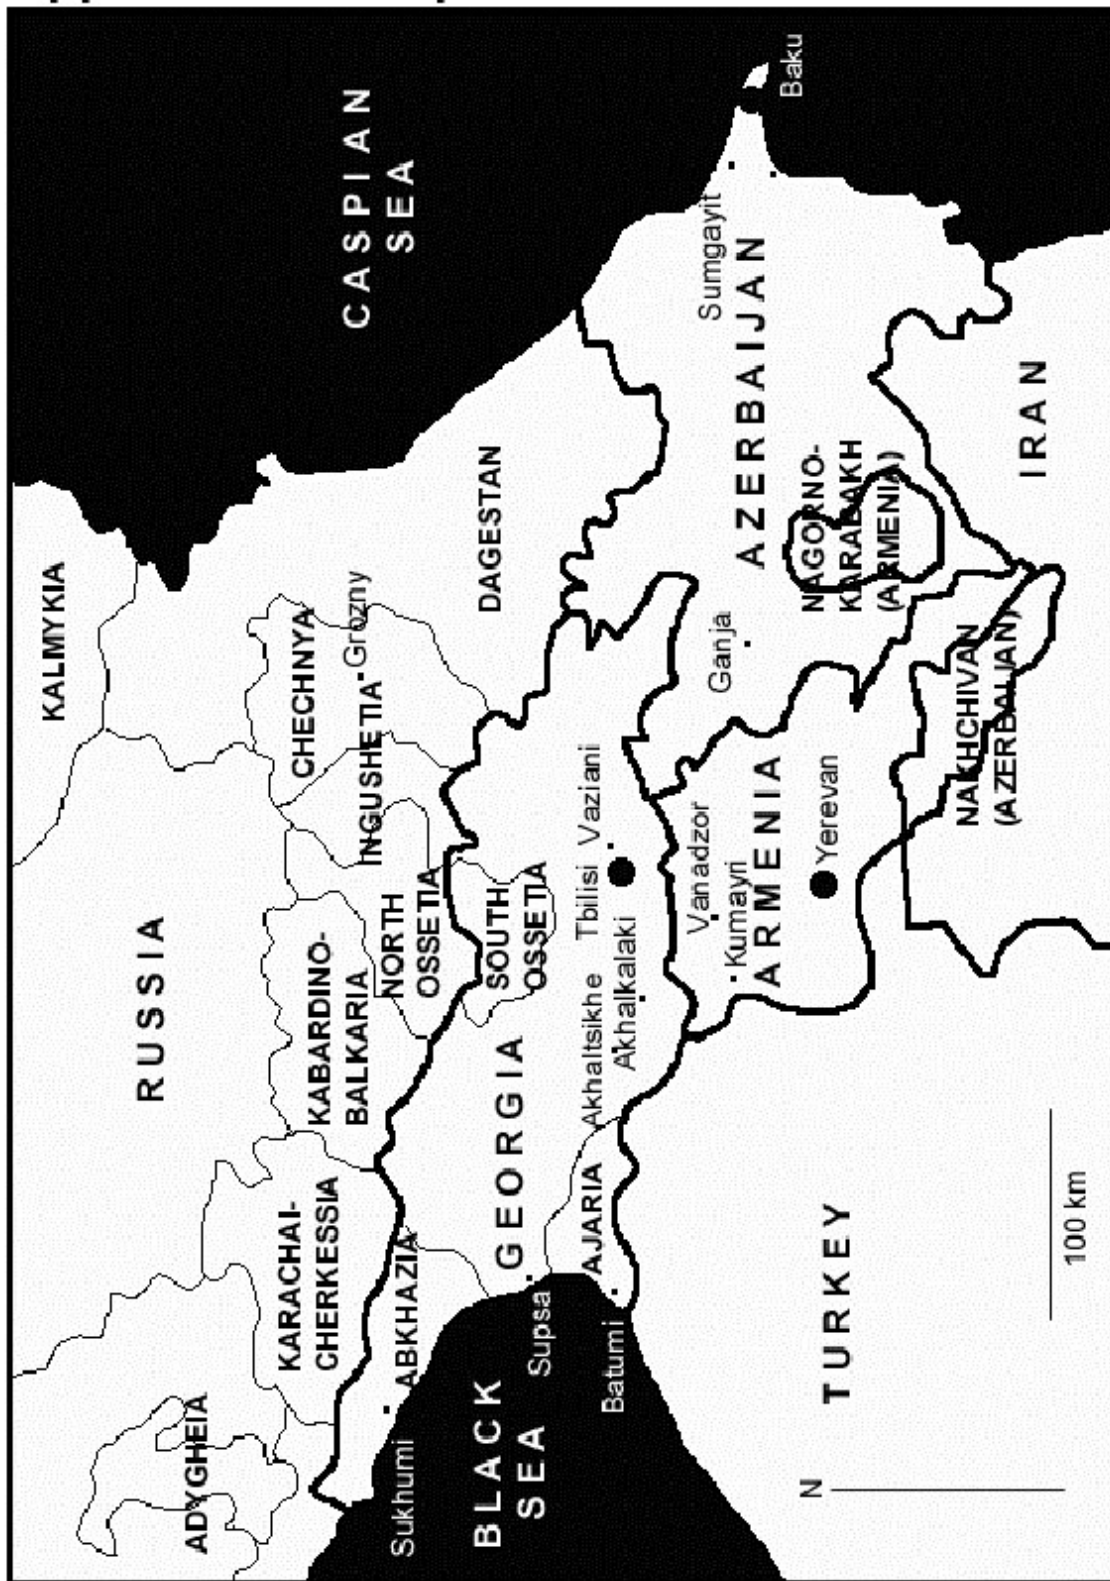 KALMYKIA
RUSSIA
ADYGHEIA
KARACHAI-
CHERKESSIA
KABARDINO-
BALKARIA
NORTH
OSSETIA
INGUSHETIA
CHECHNYA
Grozny
DAGESTAN
CASPIAN
SEA
ABKHAZIA
Sukhumi
BLACK
SEA
GEORGIA
SOUTH
OSSETIA
Supsa
Batumi
AJARIA
Akhaltsikhe
Akhalkalaki
Tbilisi
Vaziani
Vanadzor
Kumayri
ARMENIA
Yerevan
Ganja
AZERBAIJAN
Sumgayit
Baku
NAGORNO-
KARABAKH
(ARMENIA)
NAKHCHIVAN
(AZERBAIJAN)
IRAN
TURKEY
N
100 km